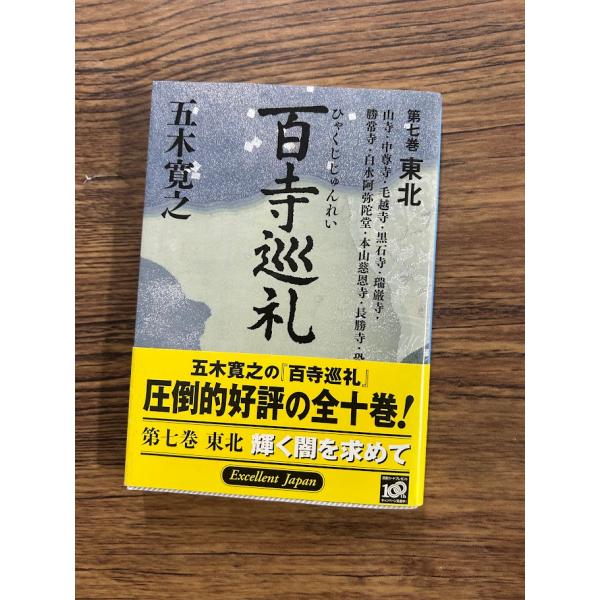 第七巻 東北
山寺・中尊寺・毛越寺・黒石寺・瑞巌寺・
勝常寺・白水阿弥陀堂・本山慈恩寺・長勝寺・恐
ひゃくじじゅんれい
百寺巡礼
五木寛之
五木寛之の『百寺巡礼』
圧倒的好評の全十巻!
第七巻 東北 輝く闇を求めて
Excellent Japan
100